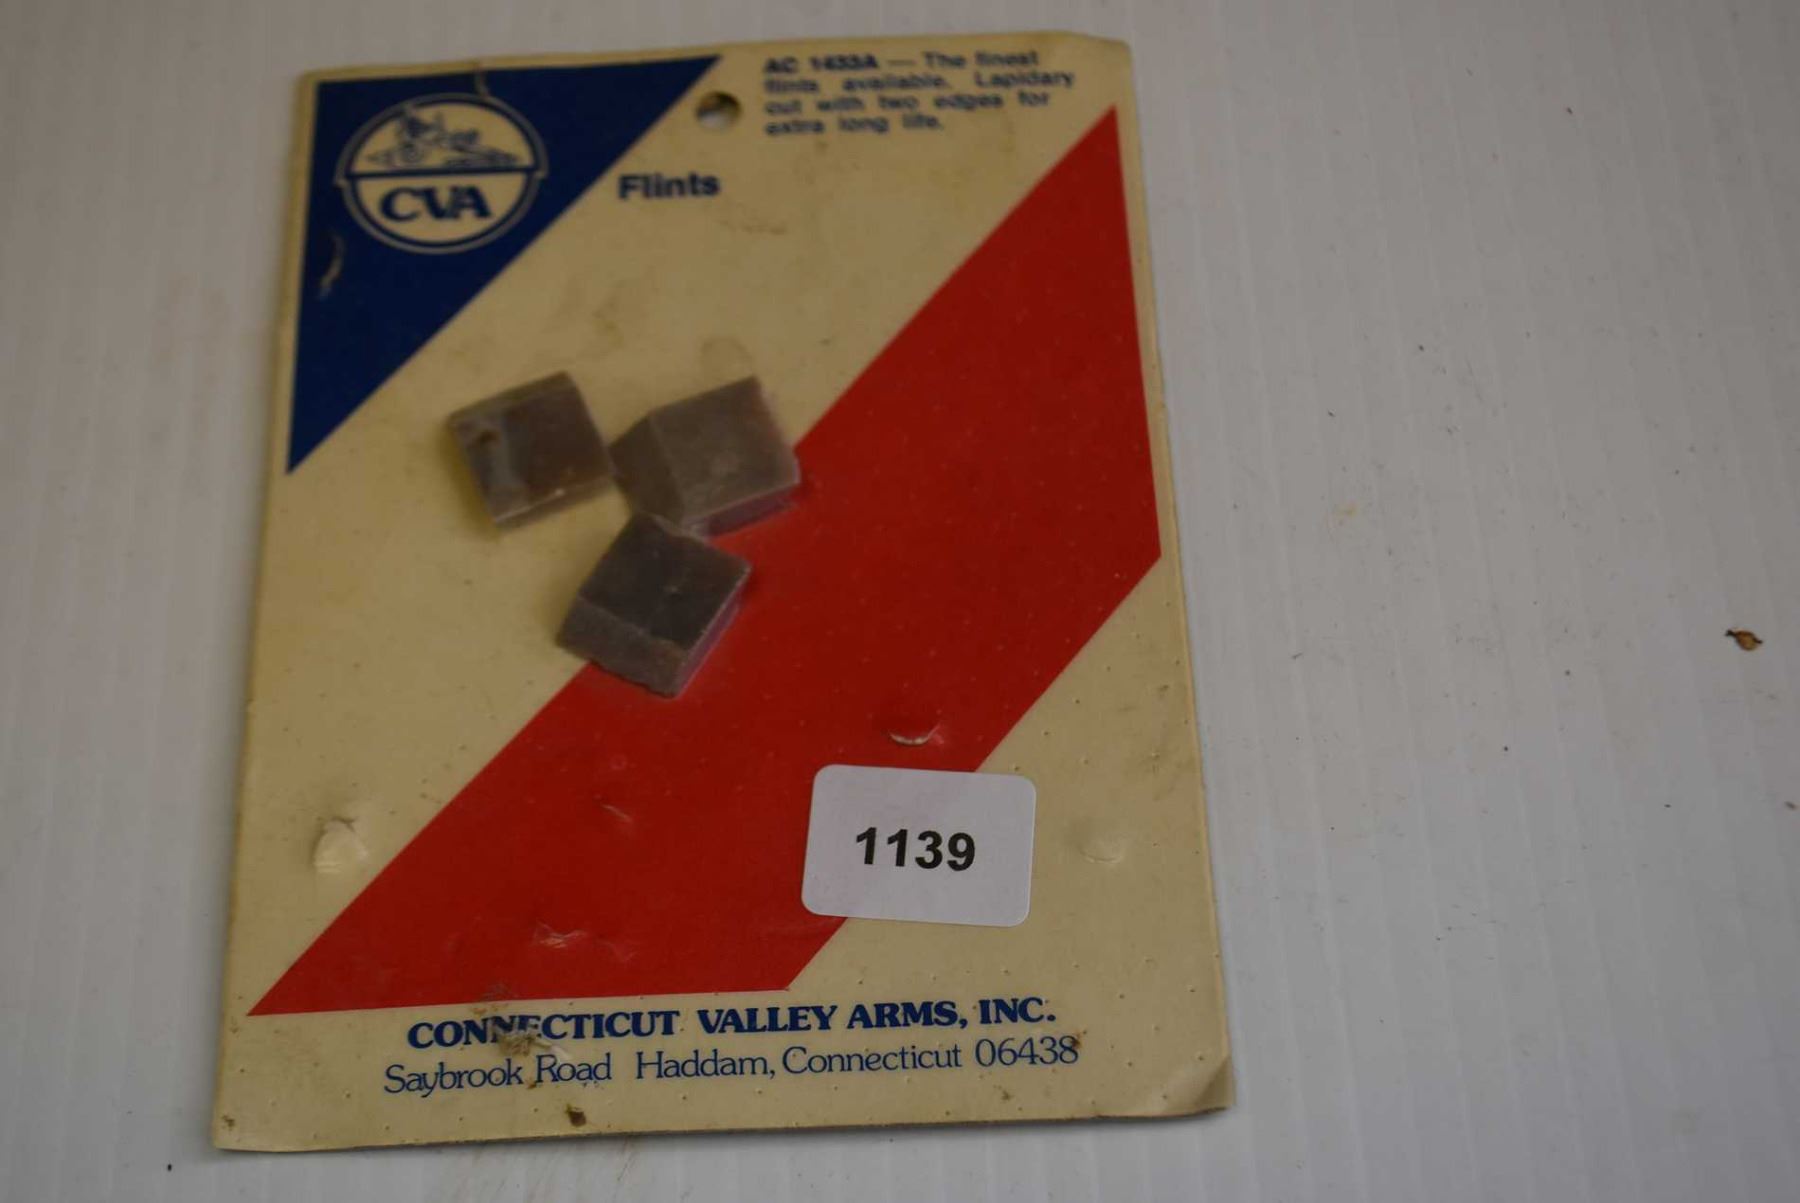 AC 1433A — The finest
flints available. Lapidary
cut with two edges for
extra long life.
CVA
Flints
1139
CONNECTICUT VALLEY ARMS, INC.
Saybrook Road Haddam, Connecticut 06438